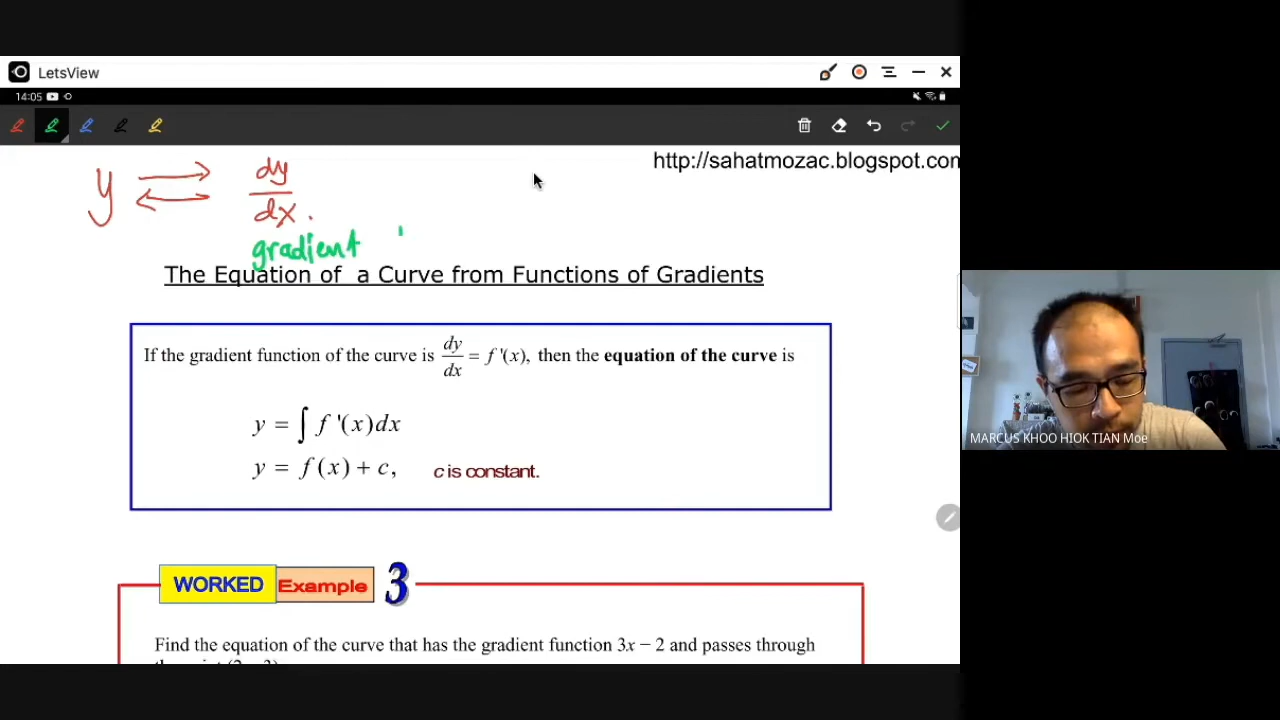 LetsView
14:05
http://sahatmozac.blogspot.com
y dy
dx.
gradient
The Equation of a Curve from Functions of Gradients
If the gradient function of the curve is dy/dx = f '(x), then the equation of the curve is
y = ∫ f '(x)dx
y = f(x) + c, c is constant.
WORKED Example 3
Find the equation of the curve that has the gradient function 3x − 2 and passes through
MARCUS KHOO HIOK TIAN Moe